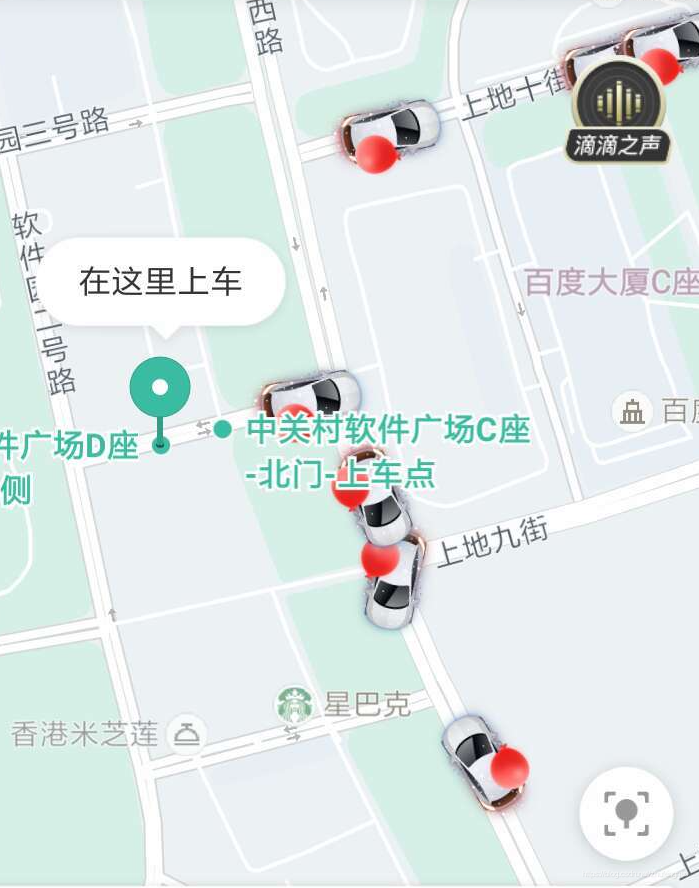 西
路
上地十街
滴滴之声
园三号路
软件园二号路
在这里上车
百度大厦C座
百度
件广场D座
侧
中关村软件广场C座
-北门-上车点
上地九街
星巴克
香港米芝莲
上